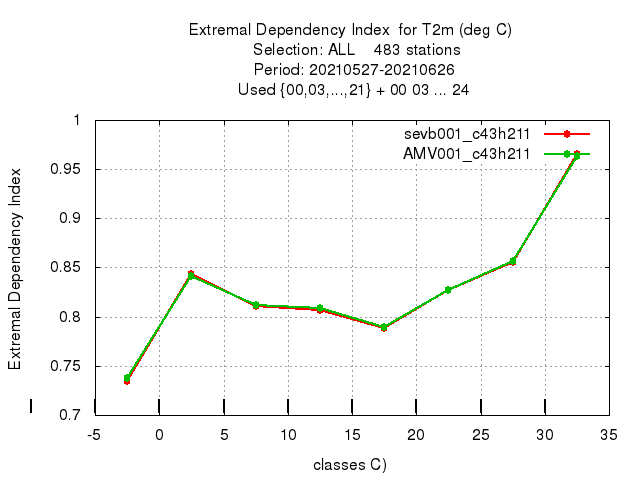 Extremal Dependency Index for T2m (deg C)
Selection: ALL 483 stations
Period: 20210527-20210626
Used {00,03,...,21} + 00 03 ... 24
sevb001_c43h211
AMV001_c43h211
1
0.95
0.9
0.85
0.8
0.75
0.7
Extremal Dependency Index
-5 0 5 10 15 20 25 30 35
classes C)